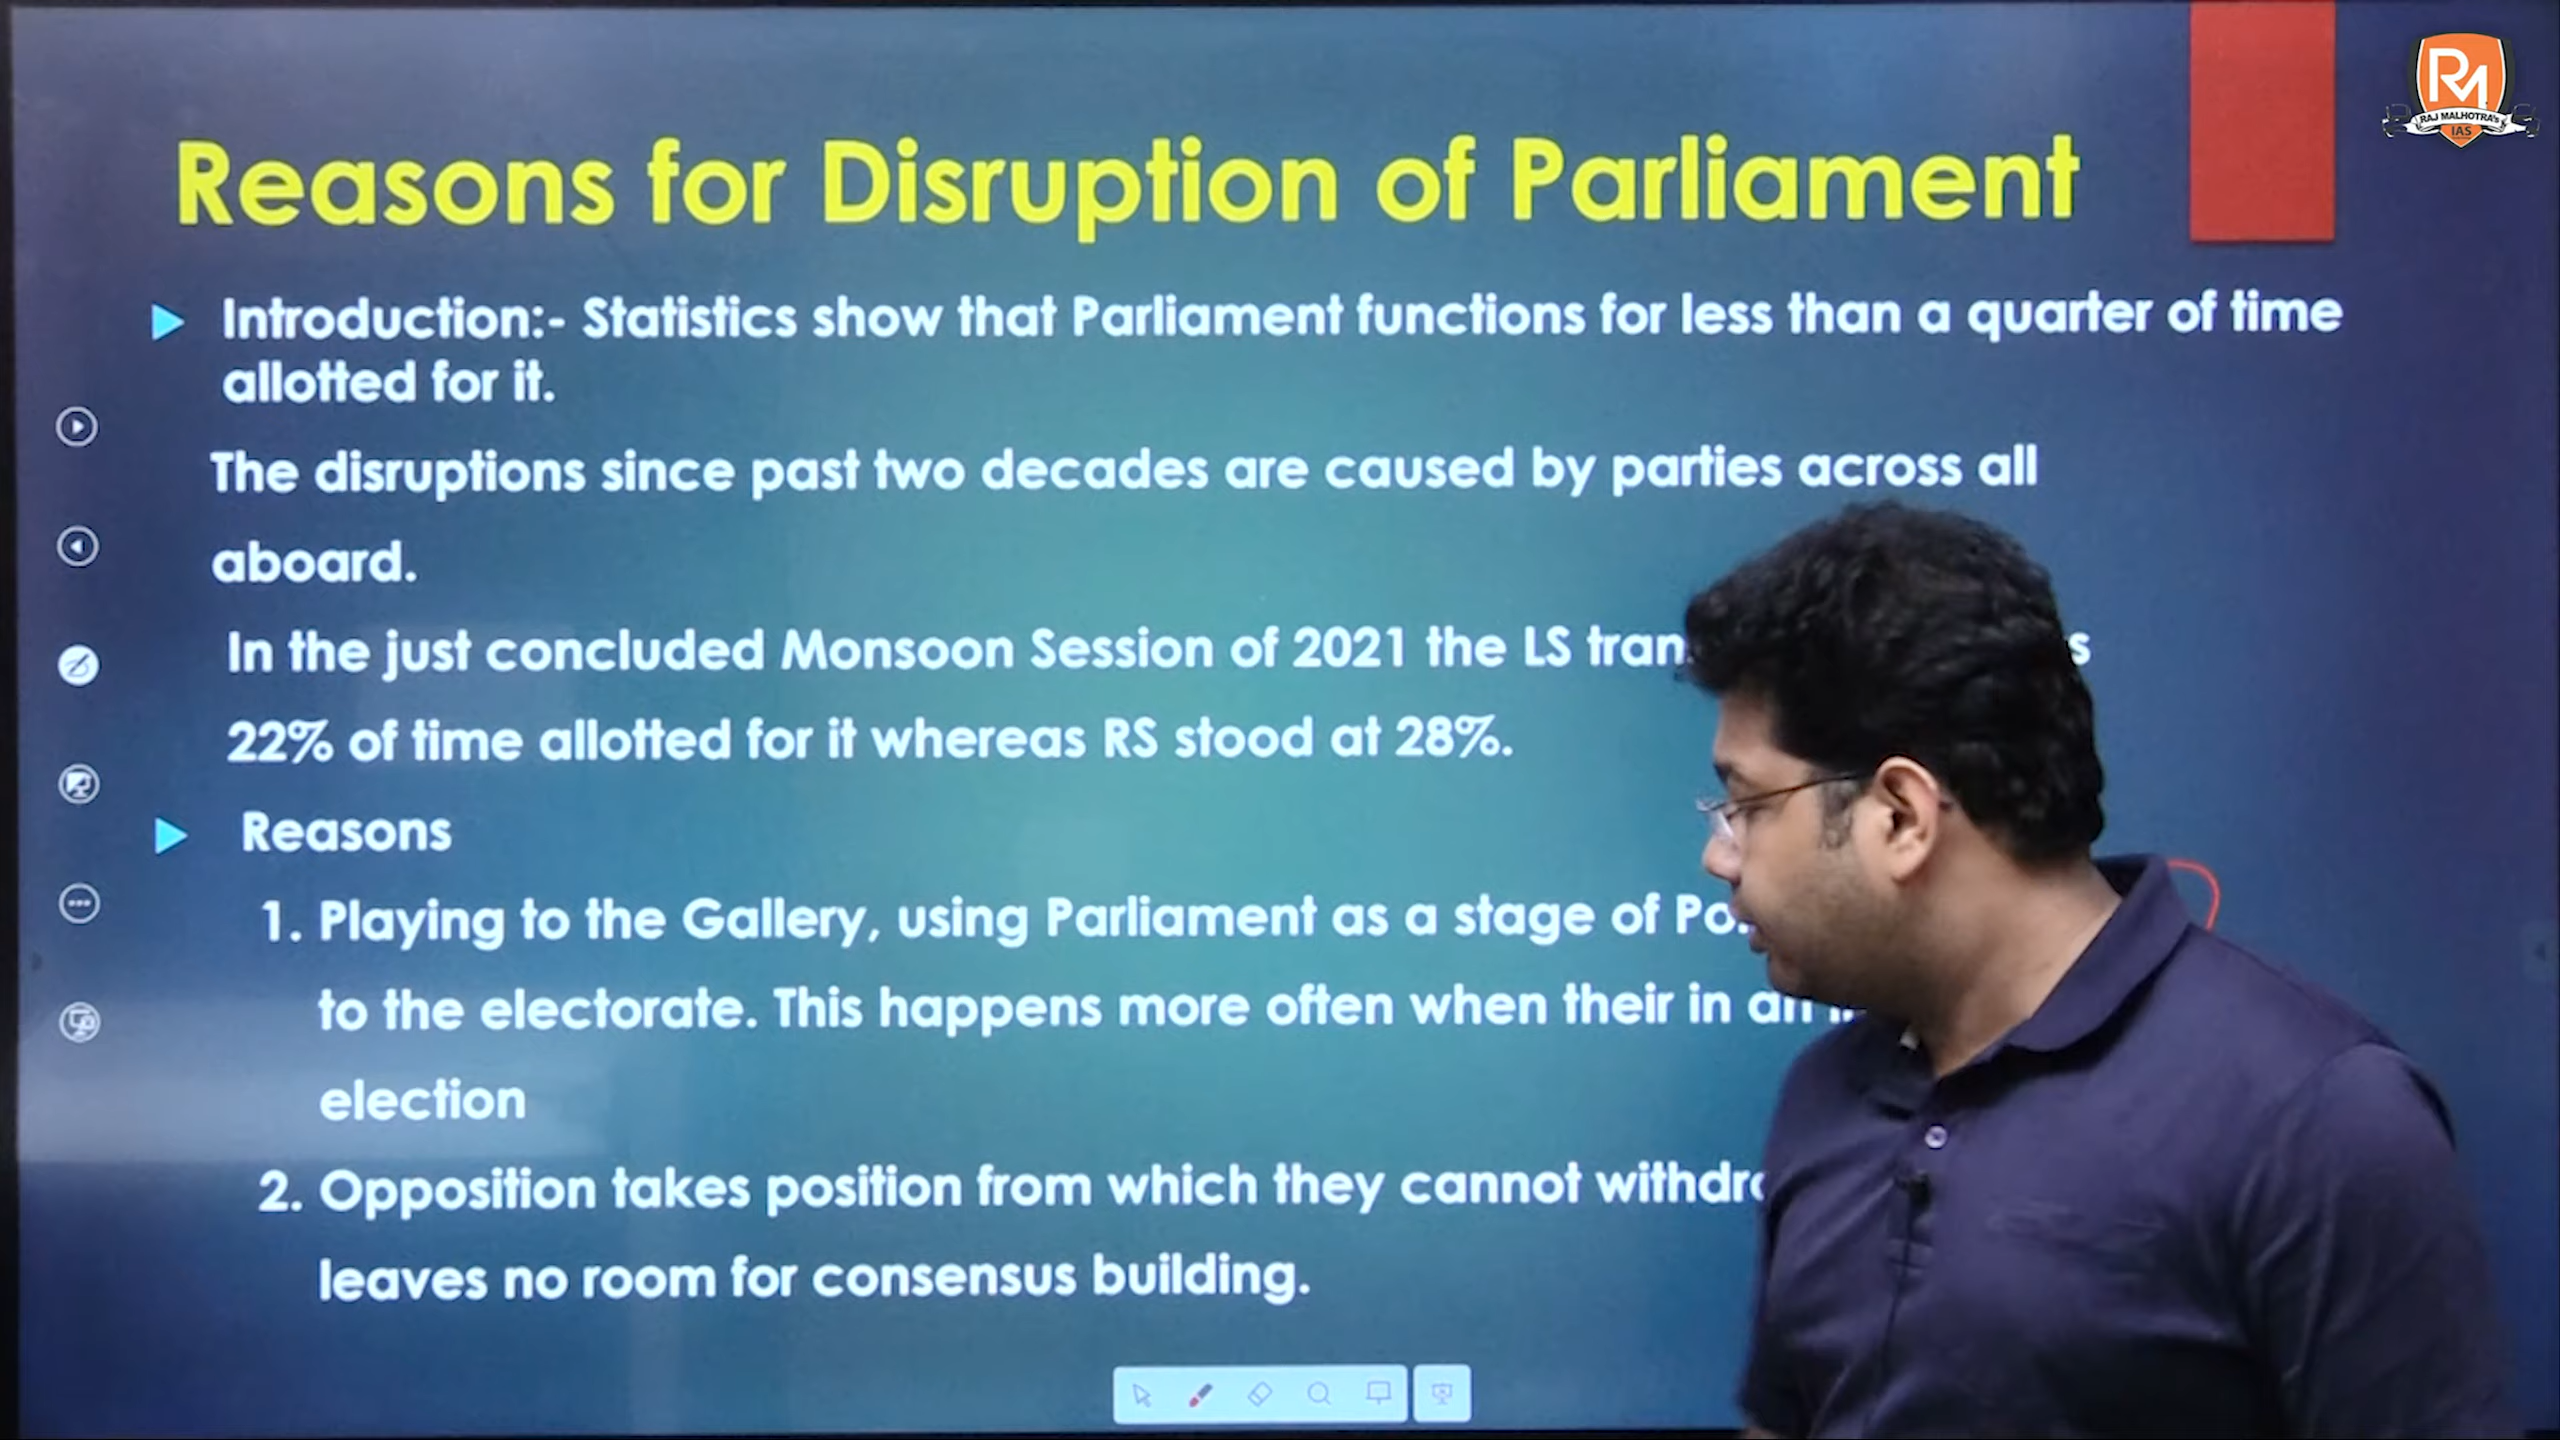 RM
RAJ MALHOTRA's
IAS
Reasons for Disruption of Parliament
Introduction:- Statistics show that Parliament functions for less than a quarter of time
allotted for it.
The disruptions since past two decades are caused by parties across all
aboard.
In the just concluded Monsoon Session of 2021 the LS
22% of time allotted for it whereas RS stood at 28%.
Reasons
1. Playing to the Gallery, using Parliament as a stage of
to the electorate. This happens more often when their in an
election
2. Opposition takes position from which they cannot
leaves no room for consensus building.